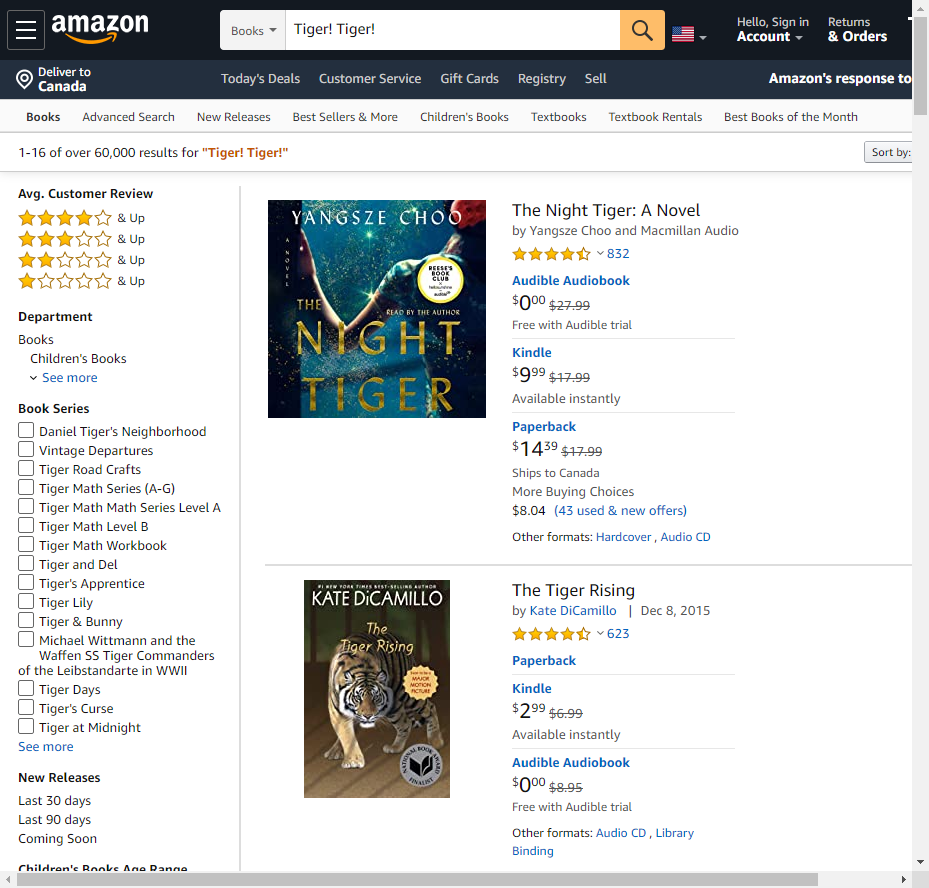 amazon
Books
Tiger! Tiger!
Hello, Sign in
Account
Returns
& Orders
Deliver to
Canada
Today's Deals
Customer Service
Gift Cards
Registry
Sell
Amazon's response to
Books
Advanced Search
New Releases
Best Sellers & More
Children's Books
Textbooks
Textbook Rentals
Best Books of the Month
1-16 of over 60,000 results for "Tiger! Tiger!"
Sort by:
Avg. Customer Review
& Up
& Up
& Up
& Up
Department
Books
Children's Books
See more
Book Series
Daniel Tiger's Neighborhood
Vintage Departures
Tiger Road Crafts
Tiger Math Series (A-G)
Tiger Math Math Series Level A
Tiger Math Level B
Tiger Math Workbook
Tiger and Del
Tiger's Apprentice
Tiger Lily
Tiger & Bunny
Michael Wittmann and the
Waffen SS Tiger Commanders
of the Leibstandarte in WWII
Tiger Days
Tiger's Curse
Tiger at Midnight
See more
New Releases
Last 30 days
Last 90 days
Coming Soon
Children's Books Age Range
YANGSZE CHOO
A NOVEL
REESE'S
BOOK
CLUB
READ BY THE AUTHOR
THE
NIGHT
TIGER
The Night Tiger: A Novel
by Yangsze Choo and Macmillan Audio
832
Audible Audiobook
$000 $27.99
Free with Audible trial
Kindle
$999 $17.99
Available instantly
Paperback
$1439 $17.99
Ships to Canada
More Buying Choices
$8.04 (43 used & new offers)
Other formats: Hardcover , Audio CD
#1 NEW YORK TIMES BEST-SELLING AUTHOR
KATE DiCAMILLO
The
Tiger Rising
SOON TO BE A
MAJOR
MOTION
PICTURE
NATIONAL BOOK AWARD
FINALIST
The Tiger Rising
by Kate DiCamillo | Dec 8, 2015
623
Paperback
Kindle
$299 $6.99
Available instantly
Audible Audiobook
$000 $8.95
Free with Audible trial
Other formats: Audio CD , Library
Binding